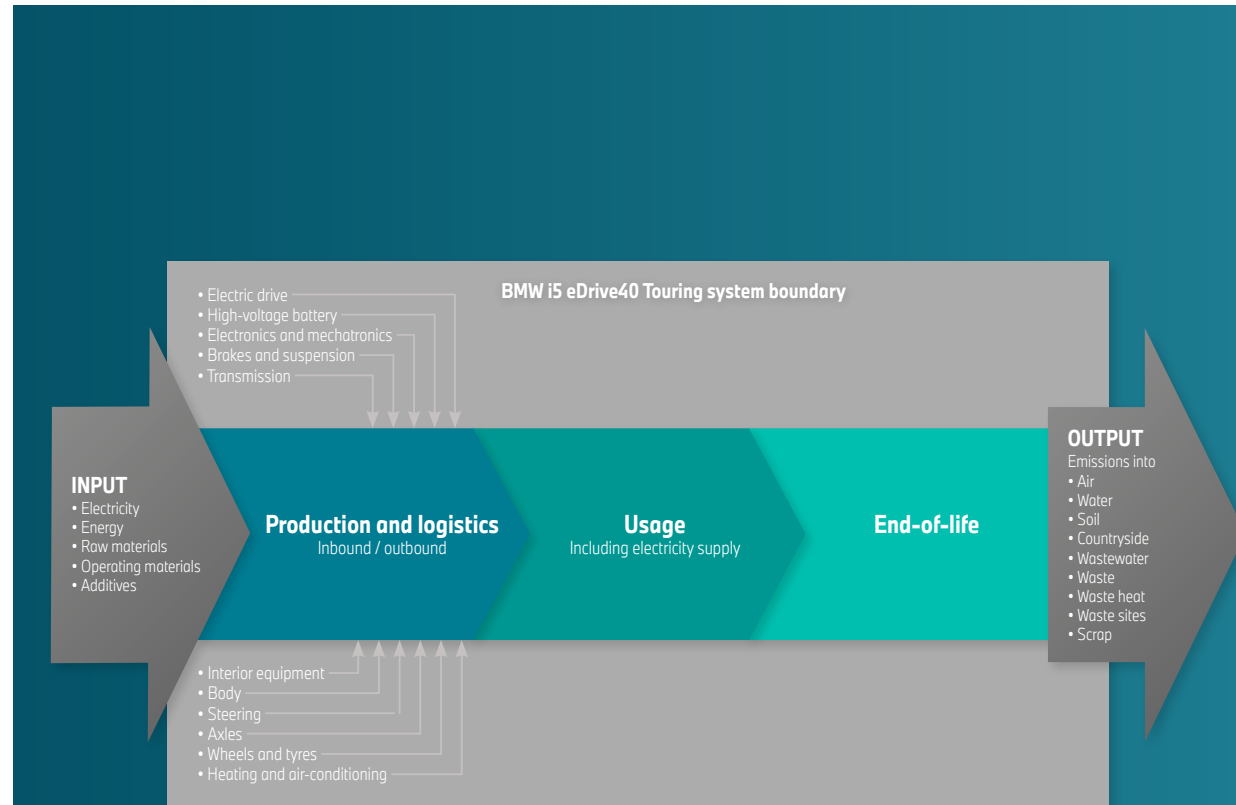 BMW i5 eDrive40 Touring system boundary
• Electric drive
• High-voltage battery
• Electronics and mechatronics
• Brakes and suspension
• Transmission
INPUT
• Electricity
• Energy
• Raw materials
• Operating materials
• Additives
Production and logistics
Inbound / outbound
Usage
Including electricity supply
End-of-life
OUTPUT
Emissions into
• Air
• Water
• Soil
• Countryside
• Wastewater
• Waste
• Waste heat
• Waste sites
• Scrap
• Interior equipment
• Body
• Steering
• Axles
• Wheels and tyres
• Heating and air-conditioning